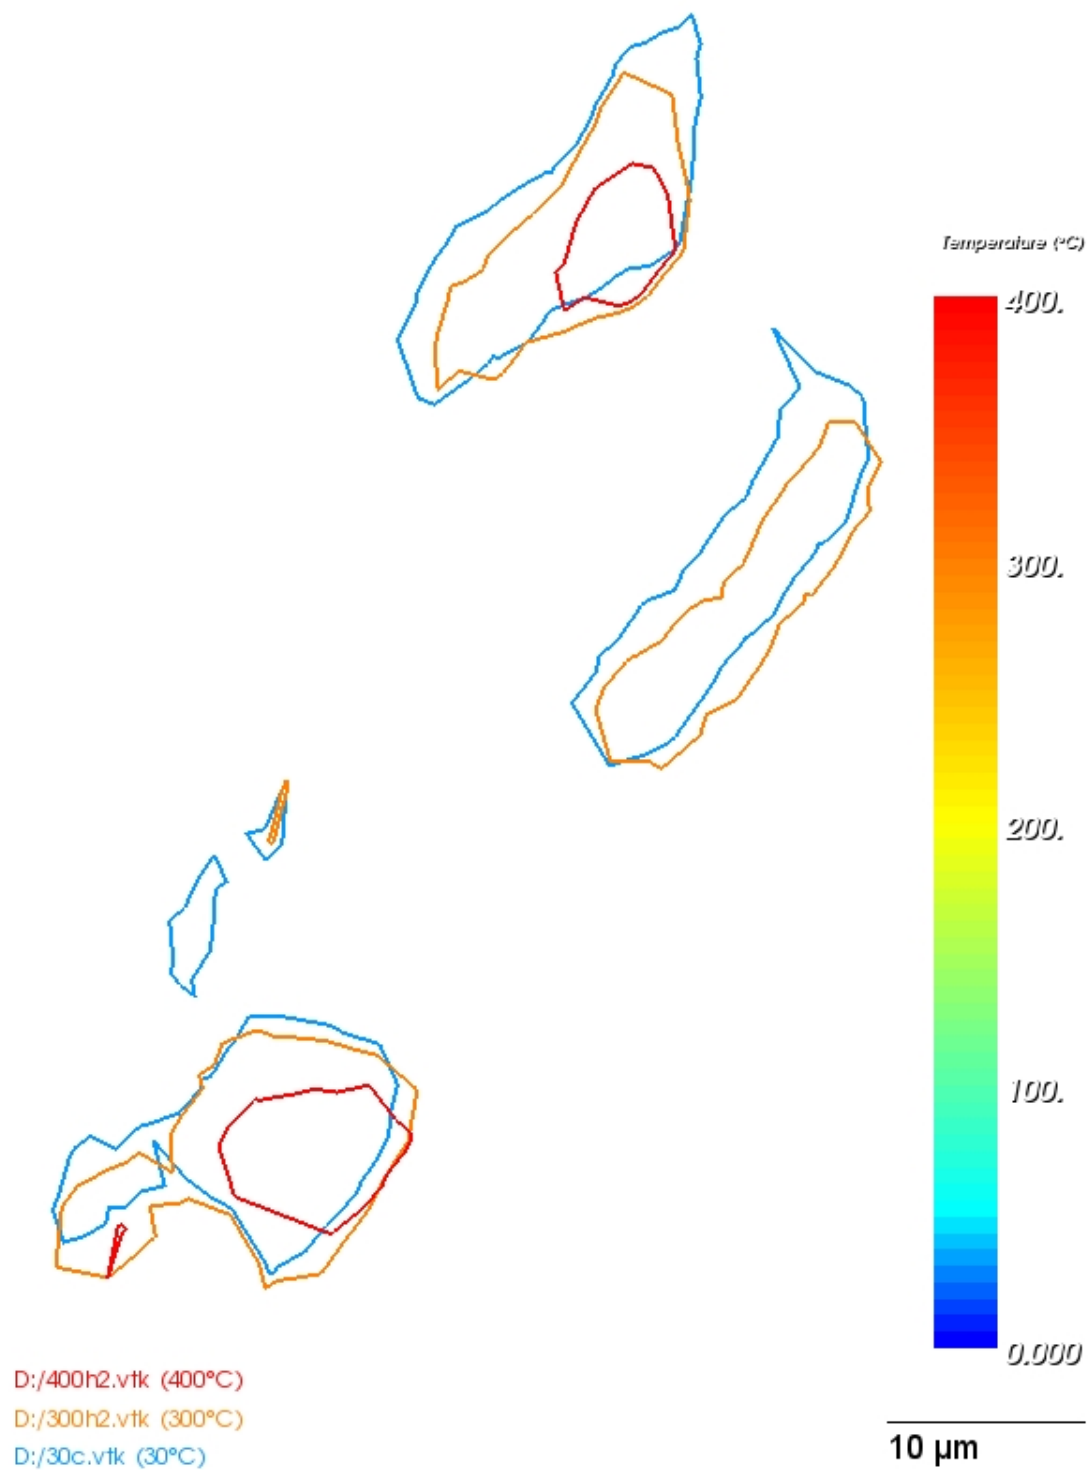 Temperature (°C)
400.
300.
200.
100.
0.000
D:/400h2.vtk (400°C)
D:/300h2.vtk (300°C)
D:/30c.vtk (30°C)
10 µm